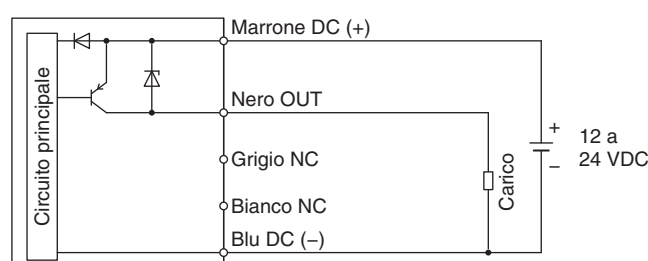 Marrone DC (+)
Circuito principale
Nero OUT
+
12 a
24 VDC
–
Grigio NC
Carico
Bianco NC
Blu DC (–)